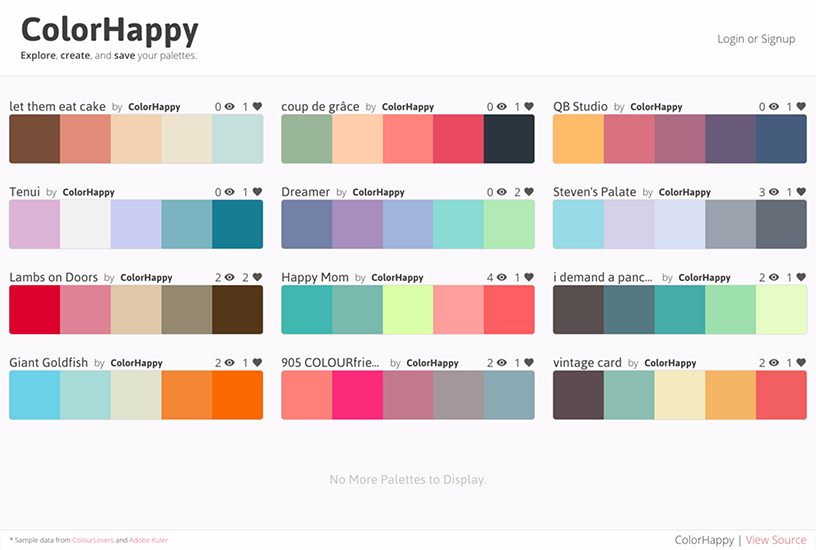 ColorHappy
Explore, create, and save your palettes.
Login or Signup
let them eat cake by ColorHappy 0 1
coup de grâce by ColorHappy 0 1
QB Studio by ColorHappy 0 1
Tenui by ColorHappy 0 1
Dreamer by ColorHappy 0 2
Steven's Palate by ColorHappy 3 1
Lambs on Doors by ColorHappy 2 2
Happy Mom by ColorHappy 4 1
i demand a panc... by ColorHappy 2 1
Giant Goldfish by ColorHappy 2 1
905 COLOURfrie... by ColorHappy 2 1
vintage card by ColorHappy 2 1
No More Palettes to Display.
* Sample data from ColourLovers and Adobe Kuler
ColorHappy | View Source